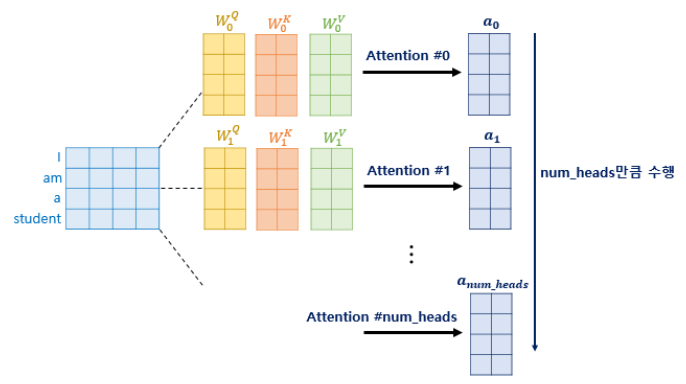 W_0^Q W_0^K W_0^V
a_0
Attention #0
W_1^Q W_1^K W_1^V
a_1
I
am
a
student
Attention #1
num_heads만큼 수행
⋮
a_num_heads
Attention #num_heads